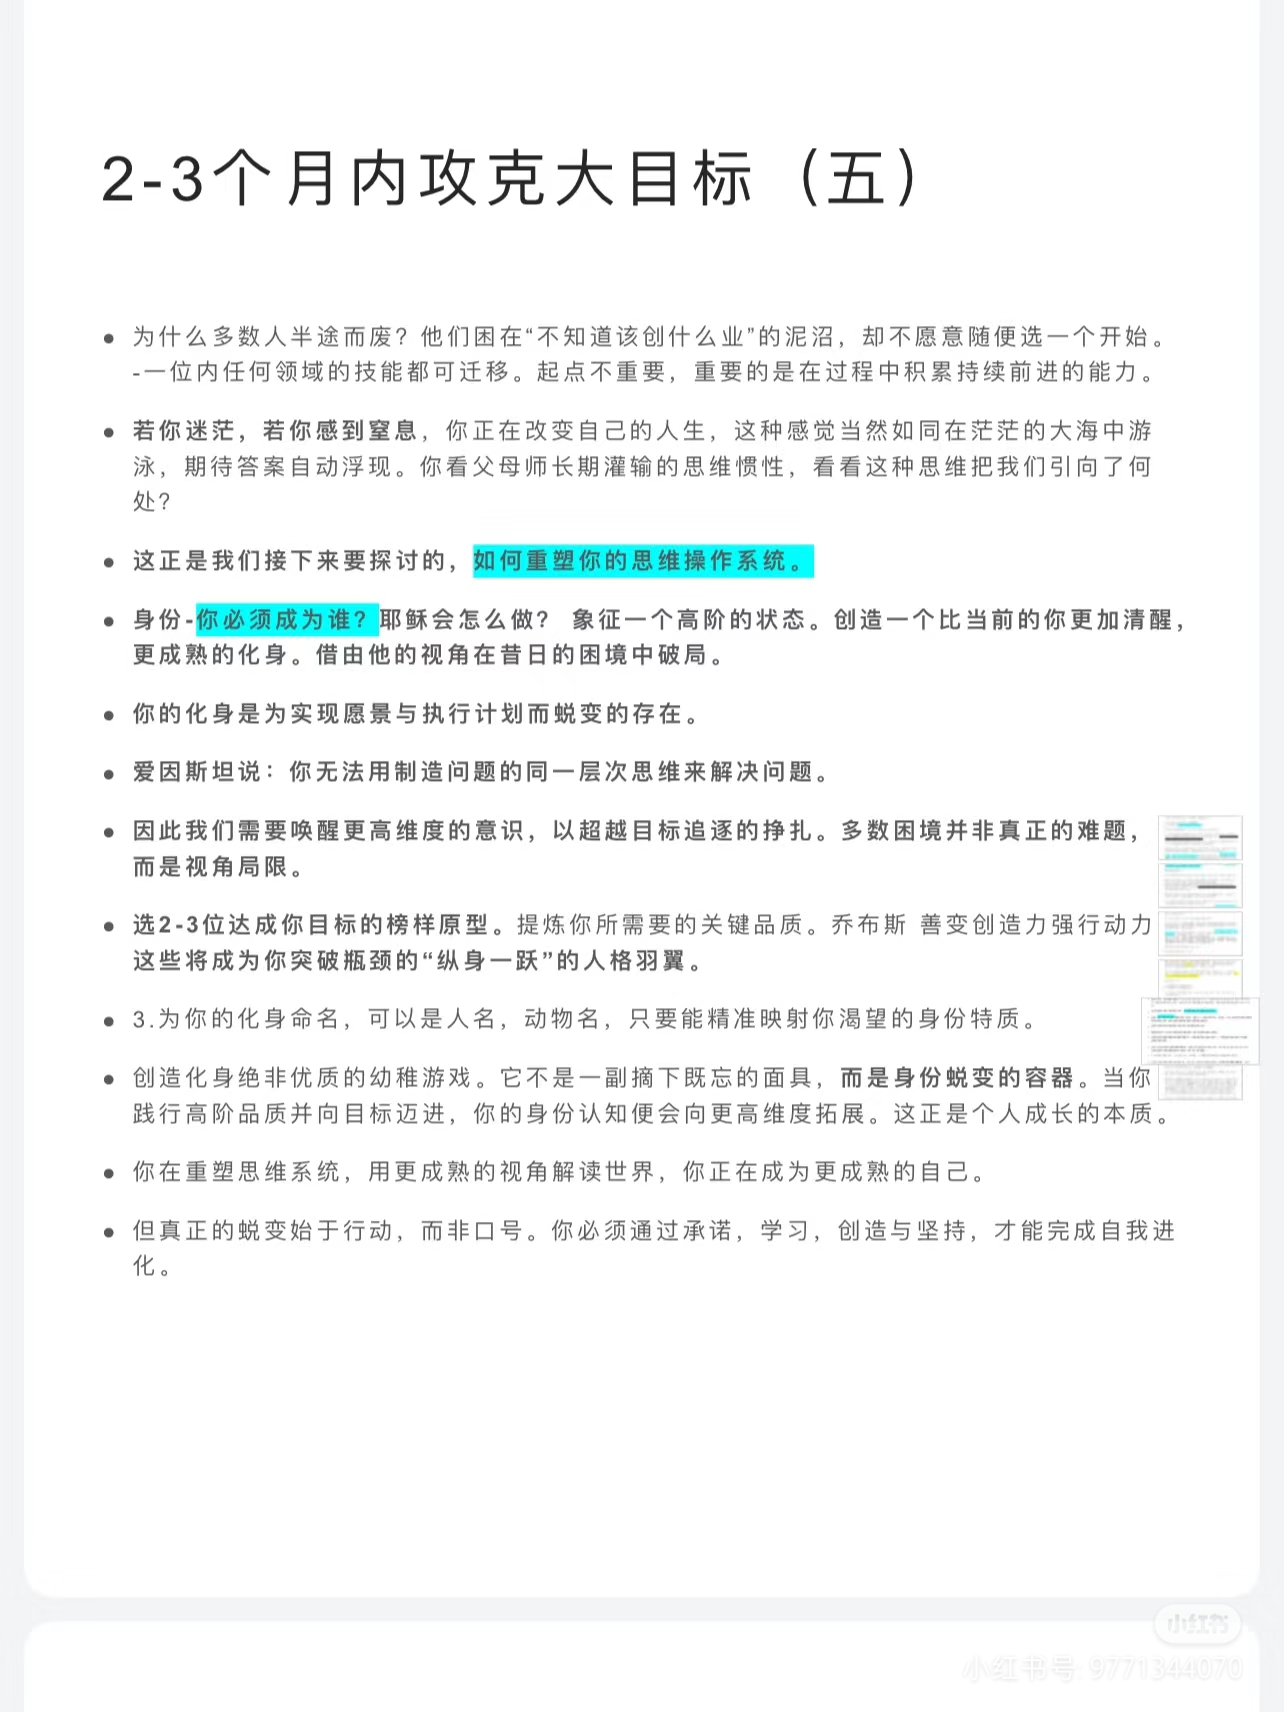 2-3个月内攻克大目标（五）
为什么多数人半途而废？他们困在“不知道该创什么业”的泥沼，却不愿意随便选一个开始。
-一位内任何领域的技能都可迁移。起点不重要，重要的是在过程中积累持续前进的能力。
若你迷茫，若你感到窒息，你正在改变自己的人生，这种感觉当然如同在茫茫的大海中游
泳，期待答案自动浮现。你看父母师长期灌输的思维惯性，看看这种思维把我们引向了何
处？
这正是我们接下来要探讨的，如何重塑你的思维操作系统。
身份-你必须成为谁？耶稣会怎么做？ 象征一个高阶的状态。创造一个比当前的你更加清醒，
更成熟的化身。借由他的视角在昔日的困境中破局。
你的化身是为实现愿景与执行计划而蜕变的存在。
爱因斯坦说：你无法用制造问题的同一层次思维来解决问题。
因此我们需要唤醒更高维度的意识，以超越目标追逐的挣扎。多数困境并非真正的难题，
而是视角局限。
选2-3位达成你目标的榜样原型。提炼你所需要的关键品质。乔布斯 善变创造力强行动力
这些将成为你突破瓶颈的“纵身一跃”的人格羽翼。
3.为你的化身命名，可以是人名，动物名，只要能精准映射你渴望的身份特质。
创造化身绝非优质的幼稚游戏。它不是一副摘下既忘的面具，而是身份蜕变的容器。当你
践行高阶品质并向目标迈进，你的身份认知便会向更高维度拓展。这正是个人成长的本质。
你在重塑思维系统，用更成熟的视角解读世界，你正在成为更成熟的自己。
但真正的蜕变始于行动，而非口号。你必须通过承诺，学习，创造与坚持，才能完成自我进
化。
小红书
小红书号: 9771344070